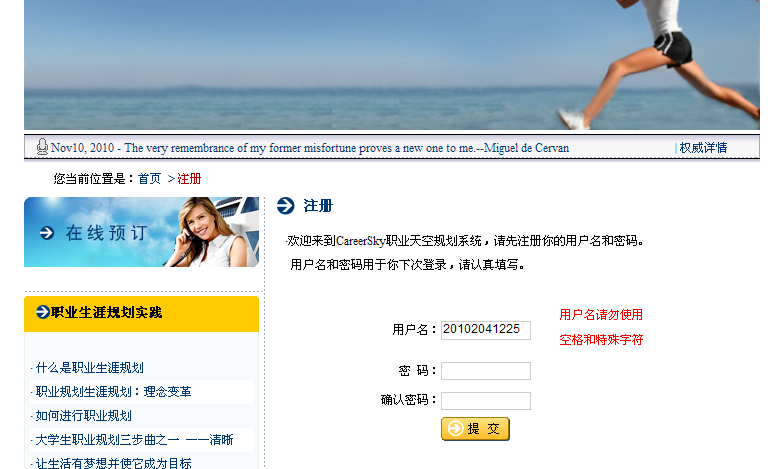 Nov10, 2010 - The very remembrance of my former misfortune proves a new one to me.--Miguel de Cervan
| 权威详情
您当前位置是：首页 >注册
在线预订
职业生涯规划实践
· 什么是职业生涯规划
· 职业规划生涯规划：理念变革
· 如何进行职业规划
· 大学生职业规划三步曲之一 一一清晰
· 让生活有梦想并使它成为目标
注册
·欢迎来到CareerSky职业天空规划系统，请先注册你的用户名和密码。
用户名和密码用于你下次登录，请认真填写。
用户名：20102041225
用户名请勿使用
空格和特殊字符
密 码：
确认密码：
提 交